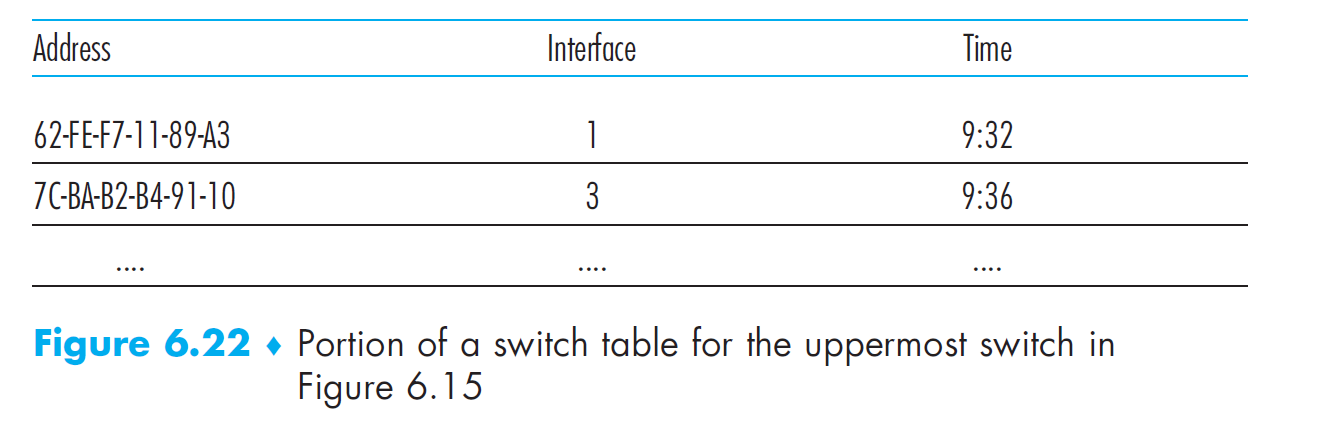 Address Interface Time
62-FE-F7-11-89-A3 1 9:32
7C-BA-B2-B4-91-10 3 9:36
.... .... ....
Figure 6.22 ♦ Portion of a switch table for the uppermost switch in
Figure 6.15